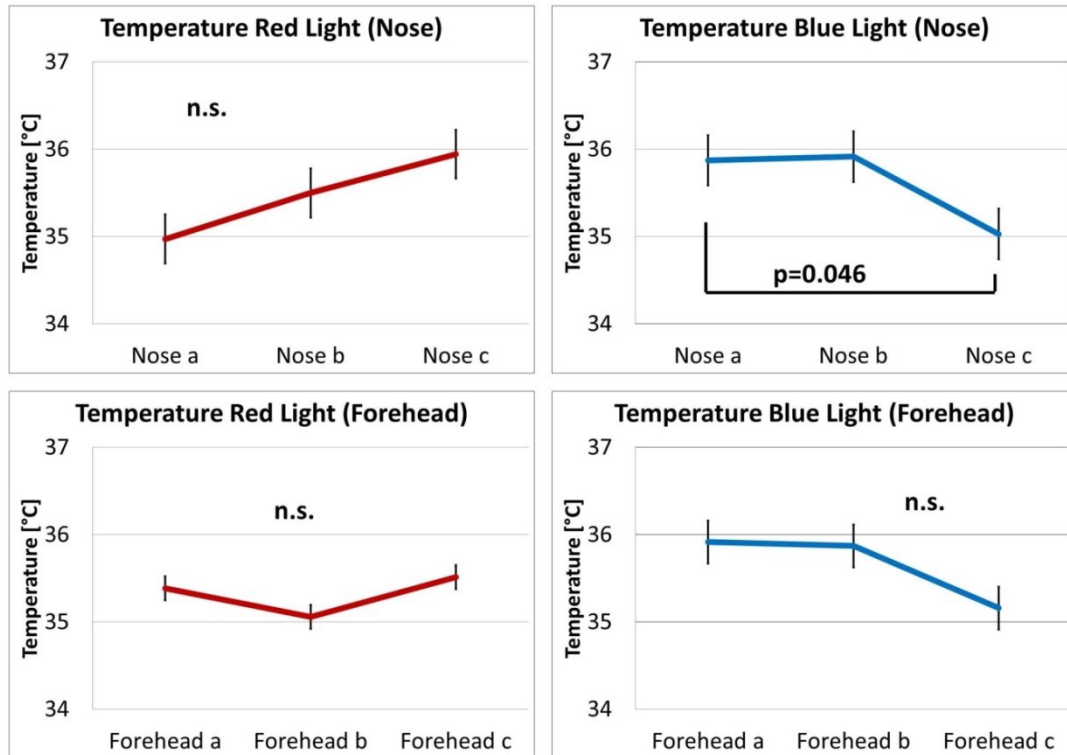 Temperature Red Light (Nose)
37
36
35
34
Temperature [°C]
n.s.
Nose a Nose b Nose c
Temperature Blue Light (Nose)
37
36
35
34
Temperature [°C]
p=0.046
Nose a Nose b Nose c
Temperature Red Light (Forehead)
37
36
35
34
Temperature [°C]
n.s.
Forehead a Forehead b Forehead c
Temperature Blue Light (Forehead)
37
36
35
34
Temperature [°C]
n.s.
Forehead a Forehead b Forehead c